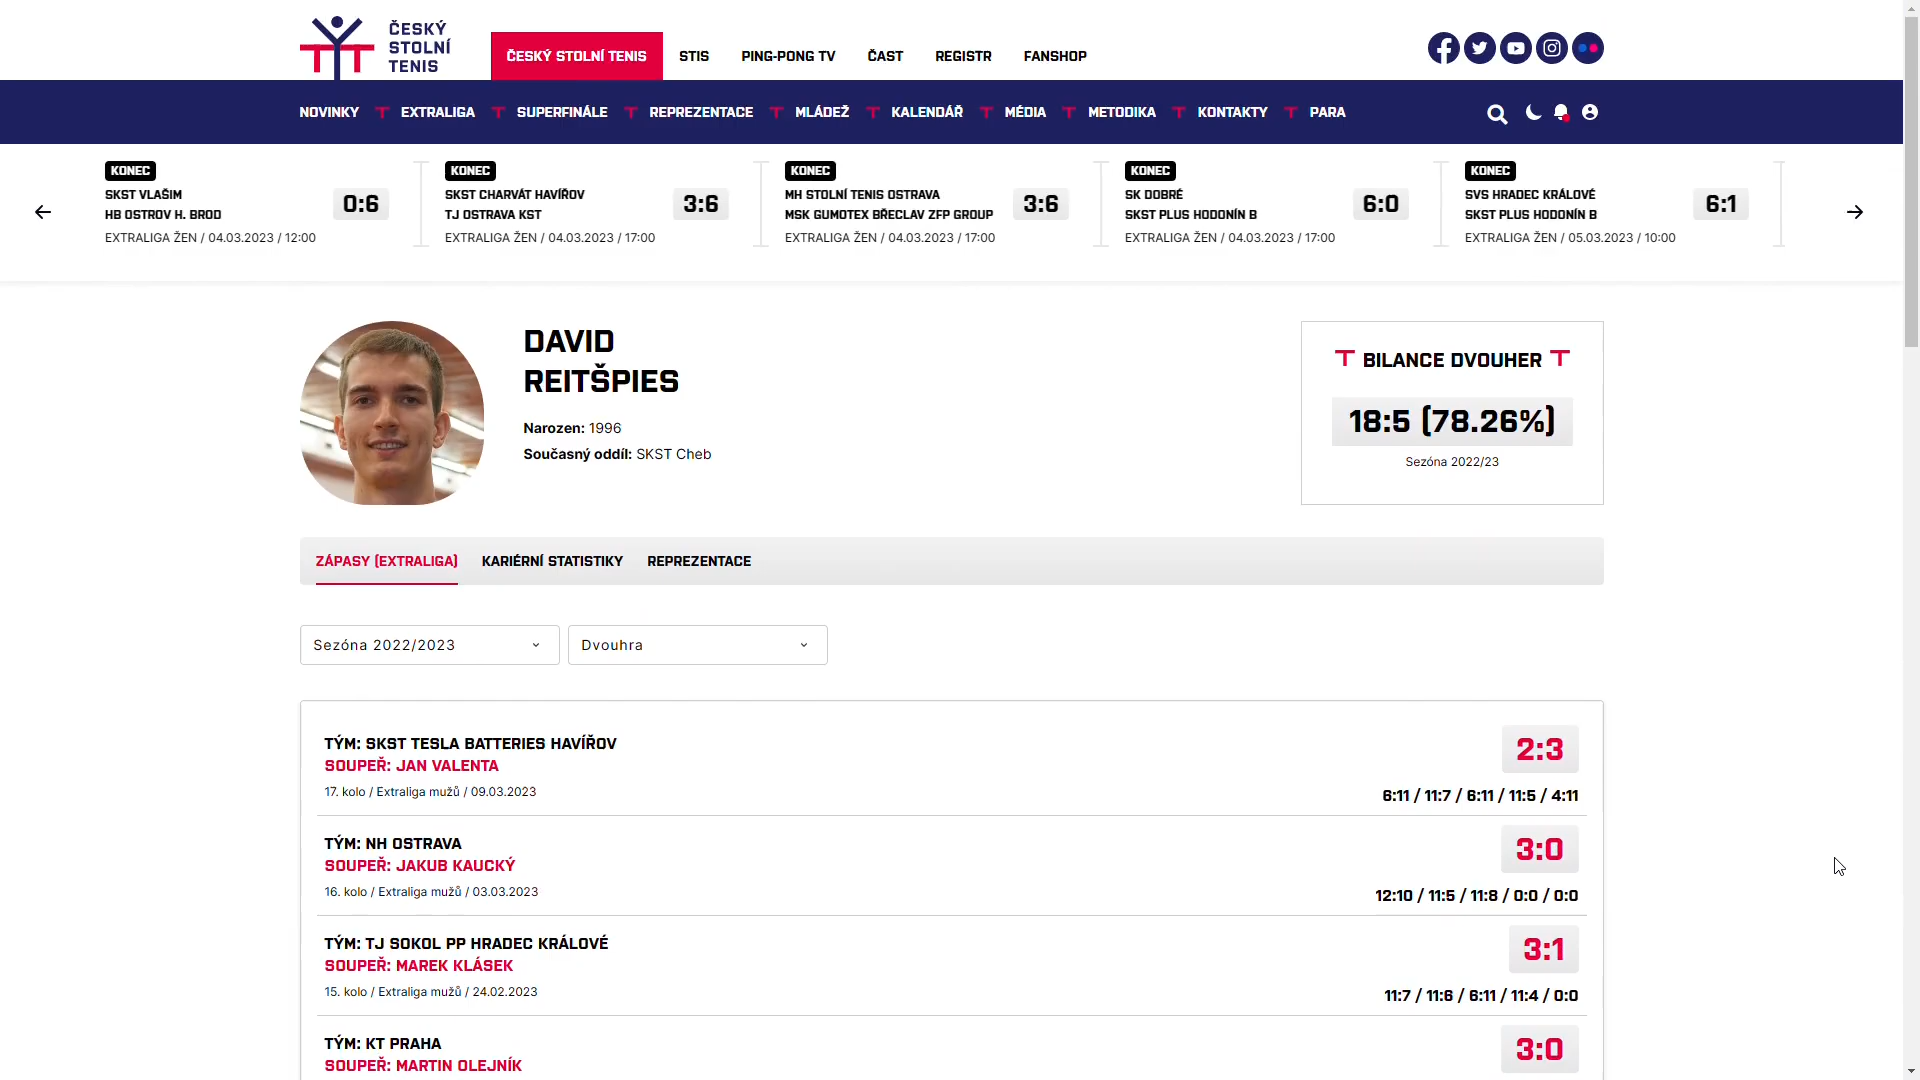 ČESKÝ
STOLNÍ
TENIS
ČESKÝ STOLNÍ TENIS
STIS
PING-PONG TV
ČAST
REGISTR
FANSHOP
NOVINKY
EXTRALIGA
SUPERFINÁLE
REPREZENTACE
MLÁDEŽ
KALENDÁŘ
MÉDIA
METODIKA
KONTAKTY
PARA
KONEC
SKST VLAŠIM
HB OSTROV H. BROD
0:6
EXTRALIGA ŽEN / 04.03.2023 / 12:00
KONEC
SKST CHARVÁT HAVÍŘOV
TJ OSTRAVA KST
3:6
EXTRALIGA ŽEN / 04.03.2023 / 17:00
KONEC
MH STOLNÍ TENIS OSTRAVA
MSK GUMOTEX BŘECLAV ZFP GROUP
3:6
EXTRALIGA ŽEN / 04.03.2023 / 17:00
KONEC
SK DOBRÉ
SKST PLUS HODONÍN B
6:0
EXTRALIGA ŽEN / 04.03.2023 / 17:00
KONEC
SVS HRADEC KRÁLOVÉ
SKST PLUS HODONÍN B
6:1
EXTRALIGA ŽEN / 05.03.2023 / 10:00
DAVID
REITŠPIES
Narozen: 1996
Současný oddíl: SKST Cheb
BILANCE DVOUHER
18:5 (78.26%)
Sezóna 2022/23
ZÁPASY (EXTRALIGA)
KARIÉRNÍ STATISTIKY
REPREZENTACE
Sezóna 2022/2023
Dvouhra
TÝM: SKST TESLA BATTERIES HAVÍŘOV
SOUPEŘ: JAN VALENTA
17. kolo / Extraliga mužů / 09.03.2023
2:3
6:11 / 11:7 / 6:11 / 11:5 / 4:11
TÝM: NH OSTRAVA
SOUPEŘ: JAKUB KAUCKÝ
16. kolo / Extraliga mužů / 03.03.2023
3:0
12:10 / 11:5 / 11:8 / 0:0 / 0:0
TÝM: TJ SOKOL PP HRADEC KRÁLOVÉ
SOUPEŘ: MAREK KLÁSEK
15. kolo / Extraliga mužů / 24.02.2023
3:1
11:7 / 11:6 / 6:11 / 11:4 / 0:0
TÝM: KT PRAHA
SOUPEŘ: MARTIN OLEJNÍK
3:0